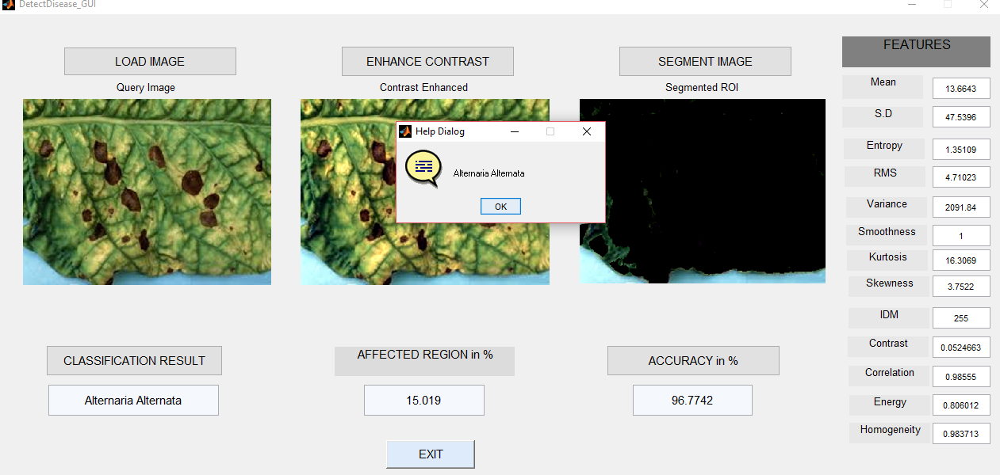 DetectDisease_GUI
LOAD IMAGE
ENHANCE CONTRAST
SEGMENT IMAGE
Query Image
Contrast Enhanced
Segmented ROI
Help Dialog
Alternaria Alternata
OK
CLASSIFICATION RESULT
AFFECTED REGION in %
ACCURACY in %
Alternaria Alternata
15.019
96.7742
EXIT
FEATURES
Mean
13.6643
S.D
47.5396
Entropy
1.35109
RMS
4.71023
Variance
2091.84
Smoothness
1
Kurtosis
16.3069
Skewness
3.7522
IDM
255
Contrast
0.0524663
Correlation
0.98555
Energy
0.806012
Homogeneity
0.983713